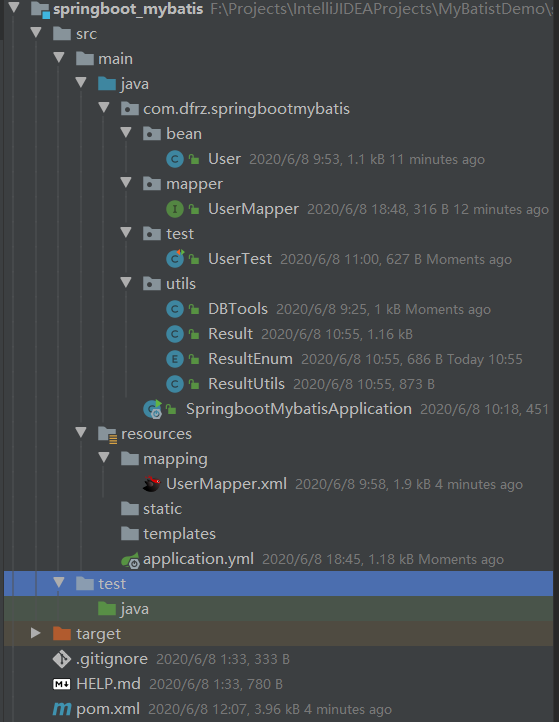 springboot_mybatis F:\Projects\IntelliJIDEAProjects\MyBatistDemo\
src
main
java
com.dfrz.springbootmybatis
bean
User 2020/6/8 9:53, 1.1 kB 11 minutes ago
mapper
UserMapper 2020/6/8 18:48, 316 B 12 minutes ago
test
UserTest 2020/6/8 11:00, 627 B Moments ago
utils
DBTools 2020/6/8 9:25, 1 kB Moments ago
Result 2020/6/8 10:55, 1.16 kB
ResultEnum 2020/6/8 10:55, 686 B Today 10:55
ResultUtils 2020/6/8 10:55, 873 B
SpringbootMybatisApplication 2020/6/8 10:18, 451
resources
mapping
UserMapper.xml 2020/6/8 9:58, 1.9 kB 4 minutes ago
static
templates
application.yml 2020/6/8 18:45, 1.18 kB Moments ago
test
java
target
.gitignore 2020/6/8 1:33, 333 B
HELP.md 2020/6/8 1:33, 780 B
pom.xml 2020/6/8 12:07, 3.96 kB 4 minutes ago